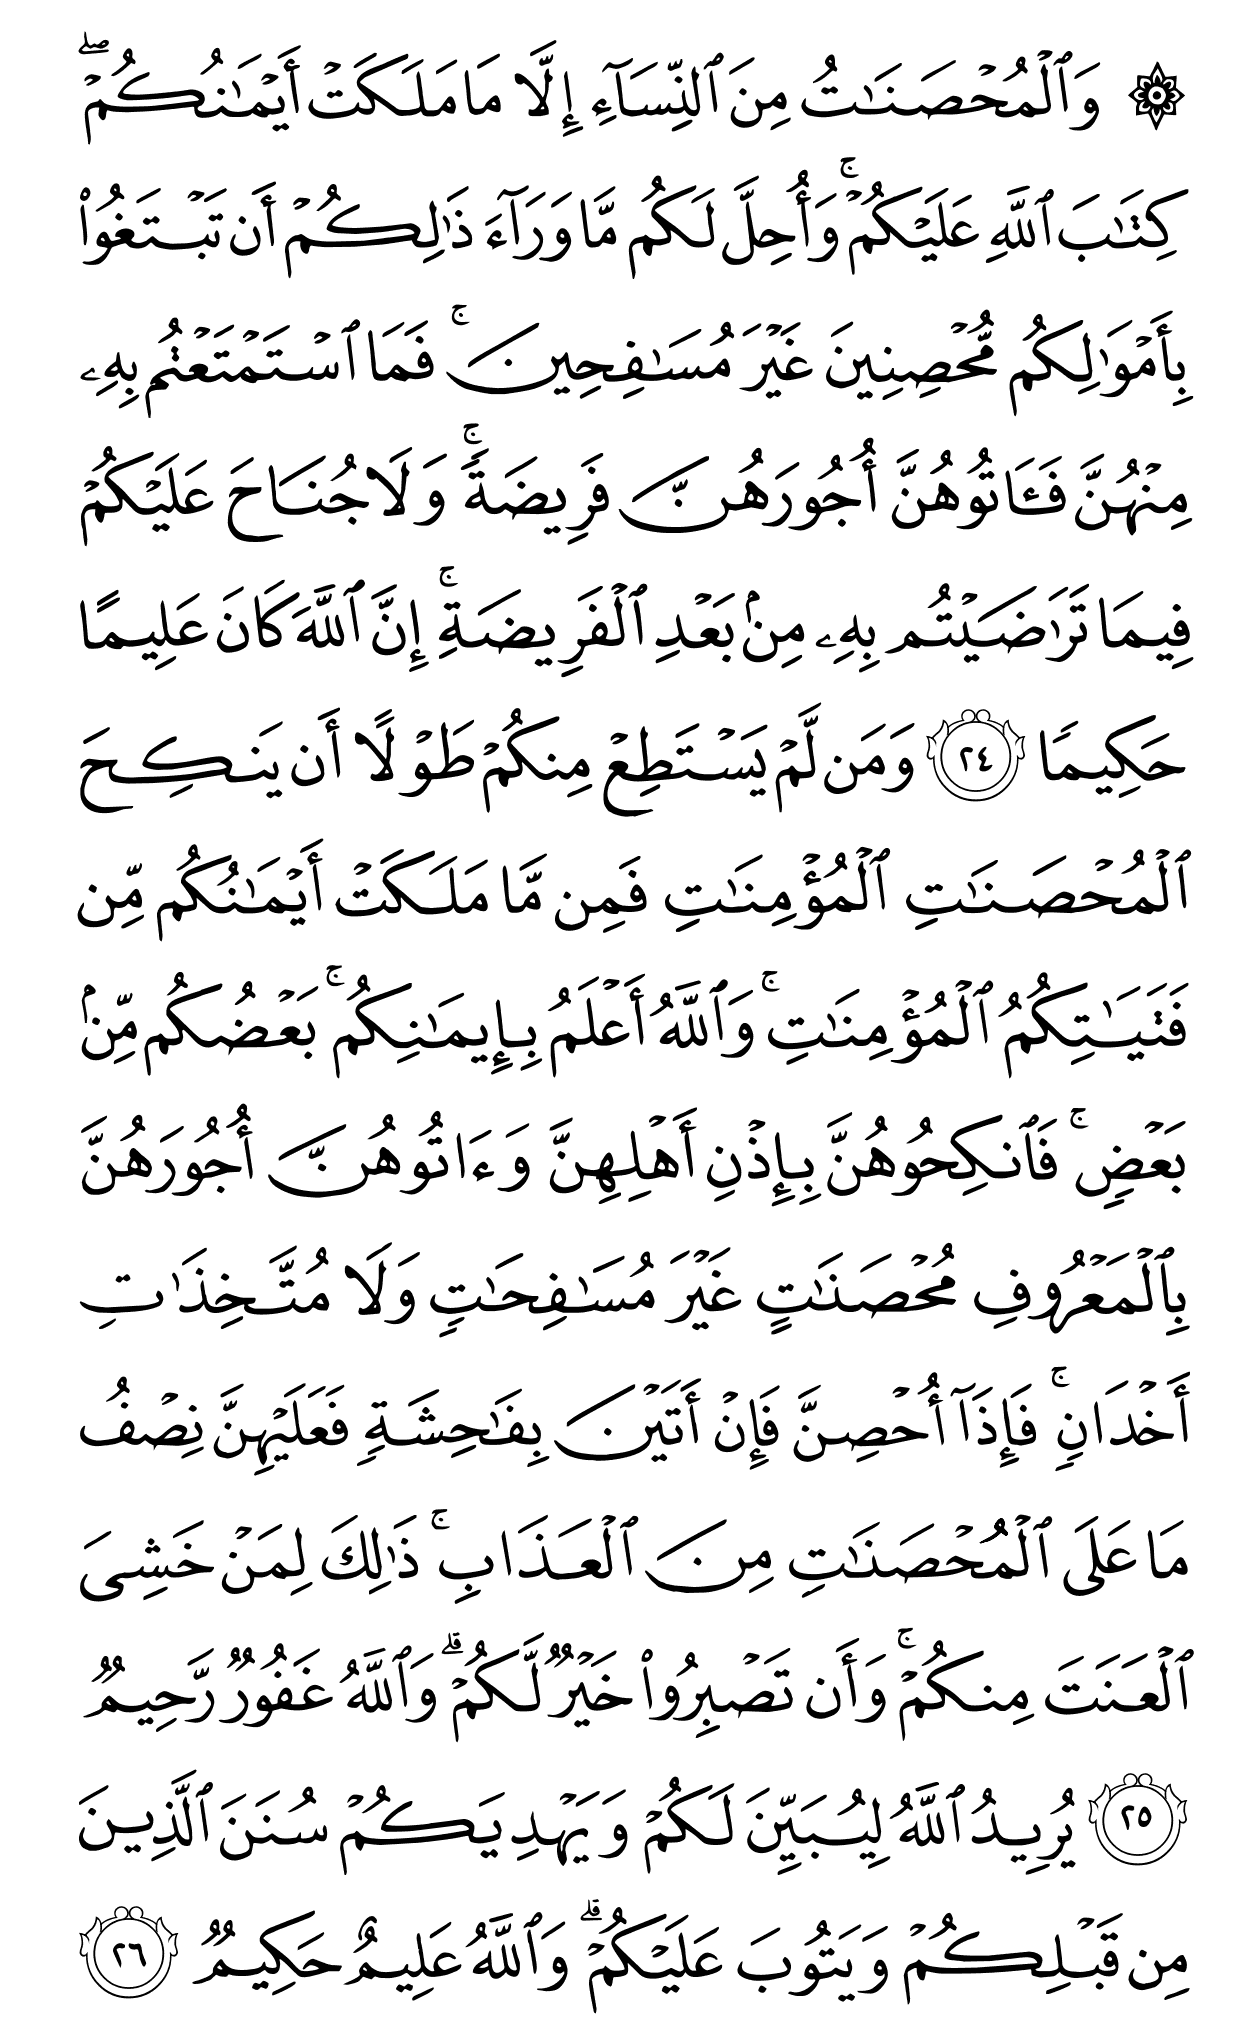 ۞ وَٱلْمُحْصَنَـٰتُ مِنَ ٱلنِّسَآءِ إِلَّا مَا مَلَكَتْ أَيْمَـٰنُكُمْ ۖ
كِتَـٰبَ ٱللَّهِ عَلَيْكُمْ ۚ وَأُحِلَّ لَكُم مَّا وَرَآءَ ذَٰلِكُمْ أَن تَبْتَغُوا۟
بِأَمْوَٰلِكُم مُّحْصِنِينَ غَيْرَ مُسَـٰفِحِينَ ۚ فَمَا ٱسْتَمْتَعْتُم بِهِۦ
مِنْهُنَّ فَـَٔاتُوهُنَّ أُجُورَهُنَّ فَرِيضَةً ۚ وَلَا جُنَاحَ عَلَيْكُمْ
فِيمَا تَرَٰضَيْتُم بِهِۦ مِنۢ بَعْدِ ٱلْفَرِيضَةِ ۚ إِنَّ ٱللَّهَ كَانَ عَلِيمًا
حَكِيمًا ٢٤ وَمَن لَّمْ يَسْتَطِعْ مِنكُمْ طَوْلًا أَن يَنكِحَ
ٱلْمُحْصَنَـٰتِ ٱلْمُؤْمِنَـٰتِ فَمِن مَّا مَلَكَتْ أَيْمَـٰنُكُم مِّن
فَتَيَـٰتِكُمُ ٱلْمُؤْمِنَـٰتِ ۚ وَٱللَّهُ أَعْلَمُ بِإِيمَـٰنِكُم ۚ بَعْضُكُم مِّنۢ
بَعْضٍ ۚ فَٱنكِحُوهُنَّ بِإِذْنِ أَهْلِهِنَّ وَءَاتُوهُنَّ أُجُورَهُنَّ
بِٱلْمَعْرُوفِ مُحْصَنَـٰتٍ غَيْرَ مُسَـٰفِحَـٰتٍ وَلَا مُتَّخِذَٰتِ
أَخْدَانٍ ۚ فَإِذَآ أُحْصِنَّ فَإِنْ أَتَيْنَ بِفَـٰحِشَةٍ فَعَلَيْهِنَّ نِصْفُ
مَا عَلَى ٱلْمُحْصَنَـٰتِ مِنَ ٱلْعَذَابِ ۚ ذَٰلِكَ لِمَنْ خَشِىَ
ٱلْعَنَتَ مِنكُمْ ۚ وَأَن تَصْبِرُوا۟ خَيْرٌ لَّكُمْ ۗ وَٱللَّهُ غَفُورٌ رَّحِيمٌ
٢٥ يُرِيدُ ٱللَّهُ لِيُبَيِّنَ لَكُمْ وَيَهْدِيَكُمْ سُنَنَ ٱلَّذِينَ
مِن قَبْلِكُمْ وَيَتُوبَ عَلَيْكُمْ ۗ وَٱللَّهُ عَلِيمٌ حَكِيمٌ ٢٦